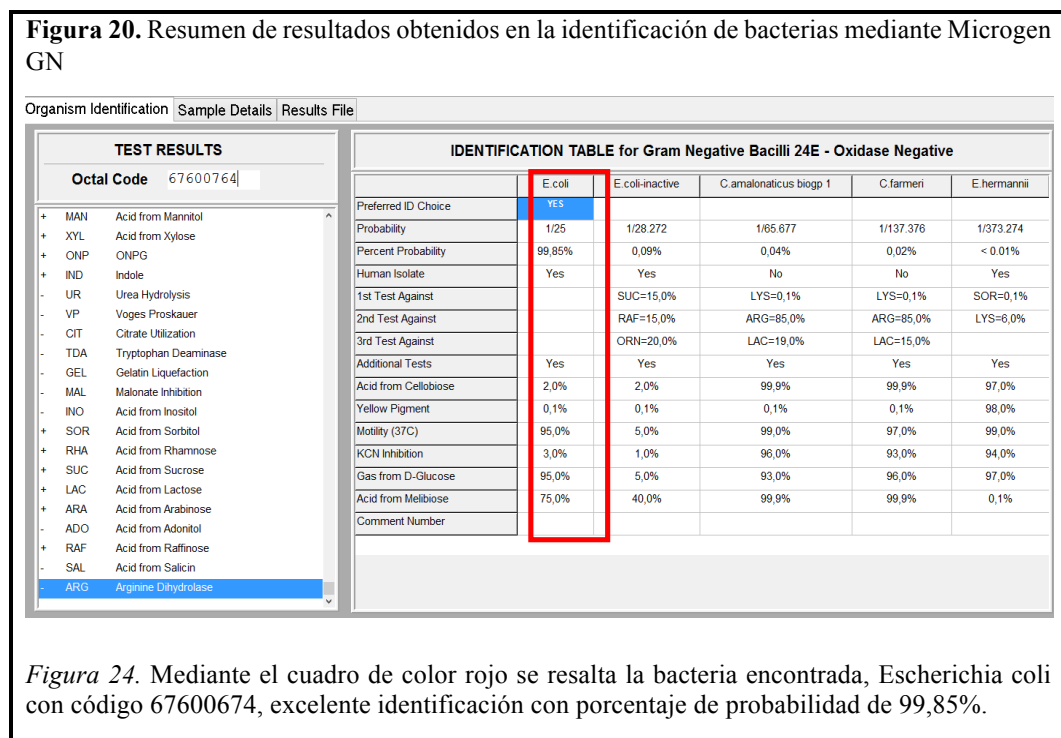 Figura 20. Resumen de resultados obtenidos en la identificación de bacterias mediante Microgen
GN
Organism Identification Sample Details Results File
TEST RESULTS
Octal Code 67600764
+ MAN Acid from Mannitol
+ XYL Acid from Xylose
+ ONP ONPG
+ IND Indole
- UR Urea Hydrolysis
- VP Voges Proskauer
- CIT Citrate Utilization
- TDA Tryptophan Deaminase
- GEL Gelatin Liquefaction
- MAL Malonate Inhibition
- INO Acid from Inositol
+ SOR Acid from Sorbitol
+ RHA Acid from Rhamnose
+ SUC Acid from Sucrose
+ LAC Acid from Lactose
+ ARA Acid from Arabinose
- ADO Acid from Adonitol
+ RAF Acid from Raffinose
- SAL Acid from Salicin
- ARG Arginine Dihydrolase
IDENTIFICATION TABLE for Gram Negative Bacilli 24E - Oxidase Negative
E.coli E.coli-inactive C.amalonaticus biogp 1 C.farmeri E.hermannii
Preferred ID Choice YES
Probability 1/25 1/28.272 1/65.677 1/137.376 1/373.274
Percent Probability 99,85% 0,09% 0,04% 0,02% < 0.01%
Human Isolate Yes Yes No No Yes
1st Test Against SUC=15,0% LYS=0,1% LYS=0,1% SOR=0,1%
2nd Test Against RAF=15,0% ARG=85,0% ARG=85,0% LYS=6,0%
3rd Test Against ORN=20,0% LAC=19,0% LAC=15,0%
Additional Tests Yes Yes Yes Yes Yes
Acid from Cellobiose 2,0% 2,0% 99,9% 99,9% 97,0%
Yellow Pigment 0,1% 0,1% 0,1% 0,1% 98,0%
Motility (37C) 95,0% 5,0% 99,0% 97,0% 99,0%
KCN Inhibition 3,0% 1,0% 96,0% 93,0% 94,0%
Gas from D-Glucose 95,0% 5,0% 93,0% 96,0% 97,0%
Acid from Melibiose 75,0% 40,0% 99,9% 99,9% 0,1%
Comment Number
Figura 24. Mediante el cuadro de color rojo se resalta la bacteria encontrada, Escherichia coli
con código 67600674, excelente identificación con porcentaje de probabilidad de 99,85%.